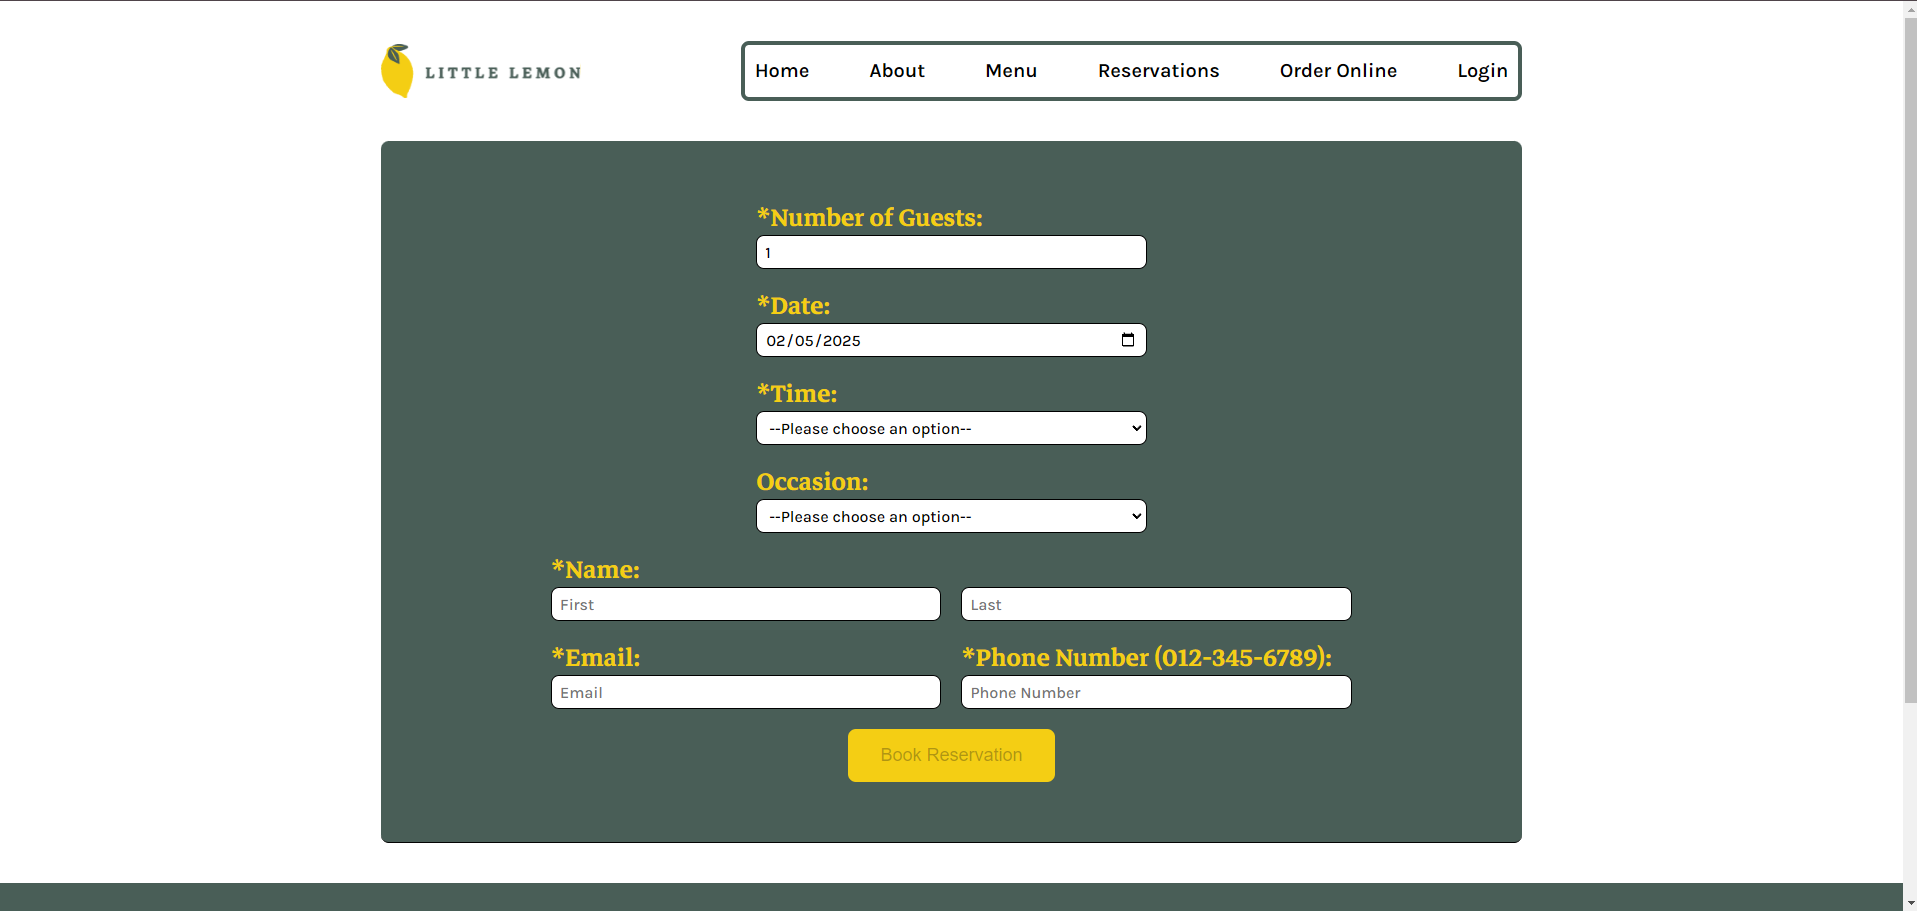 LITTLE LEMON
Home About Menu Reservations Order Online Login
*Number of Guests:
1
*Date:
02/05/2025
*Time:
--Please choose an option--
Occasion:
--Please choose an option--
*Name:
First Last
*Email: *Phone Number (012-345-6789):
Email Phone Number
Book Reservation